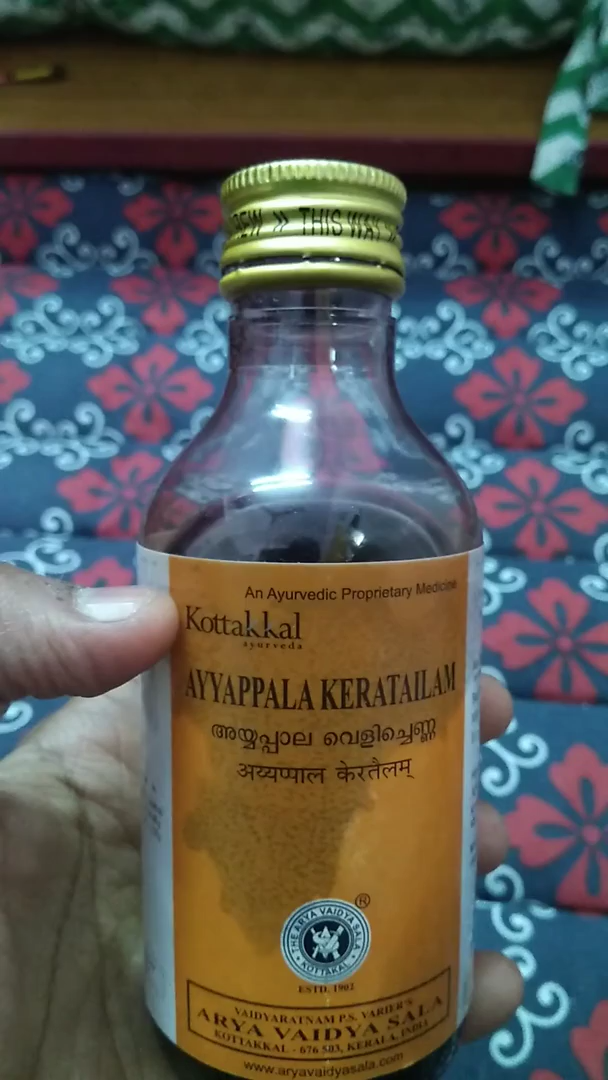 REW » THIS WAY
An Ayurvedic Proprietary Medicine
Kottakkal
ayurveda
AYYAPPALA KERATAILAM
അയ്യപ്പാല വെളിച്ചെണ്ണ
अय्यप्पाल केरतैलम्
THE ARYA VAIDYA SALA
KOTTAKKAL
®
ESTD. 1902
VAIDYARATNAM P.S. VARIER'S
ARYA VAIDYA SALA
KOTTAKKAL - 676 503, KERALA, INDIA
www.aryavaidyasala.com